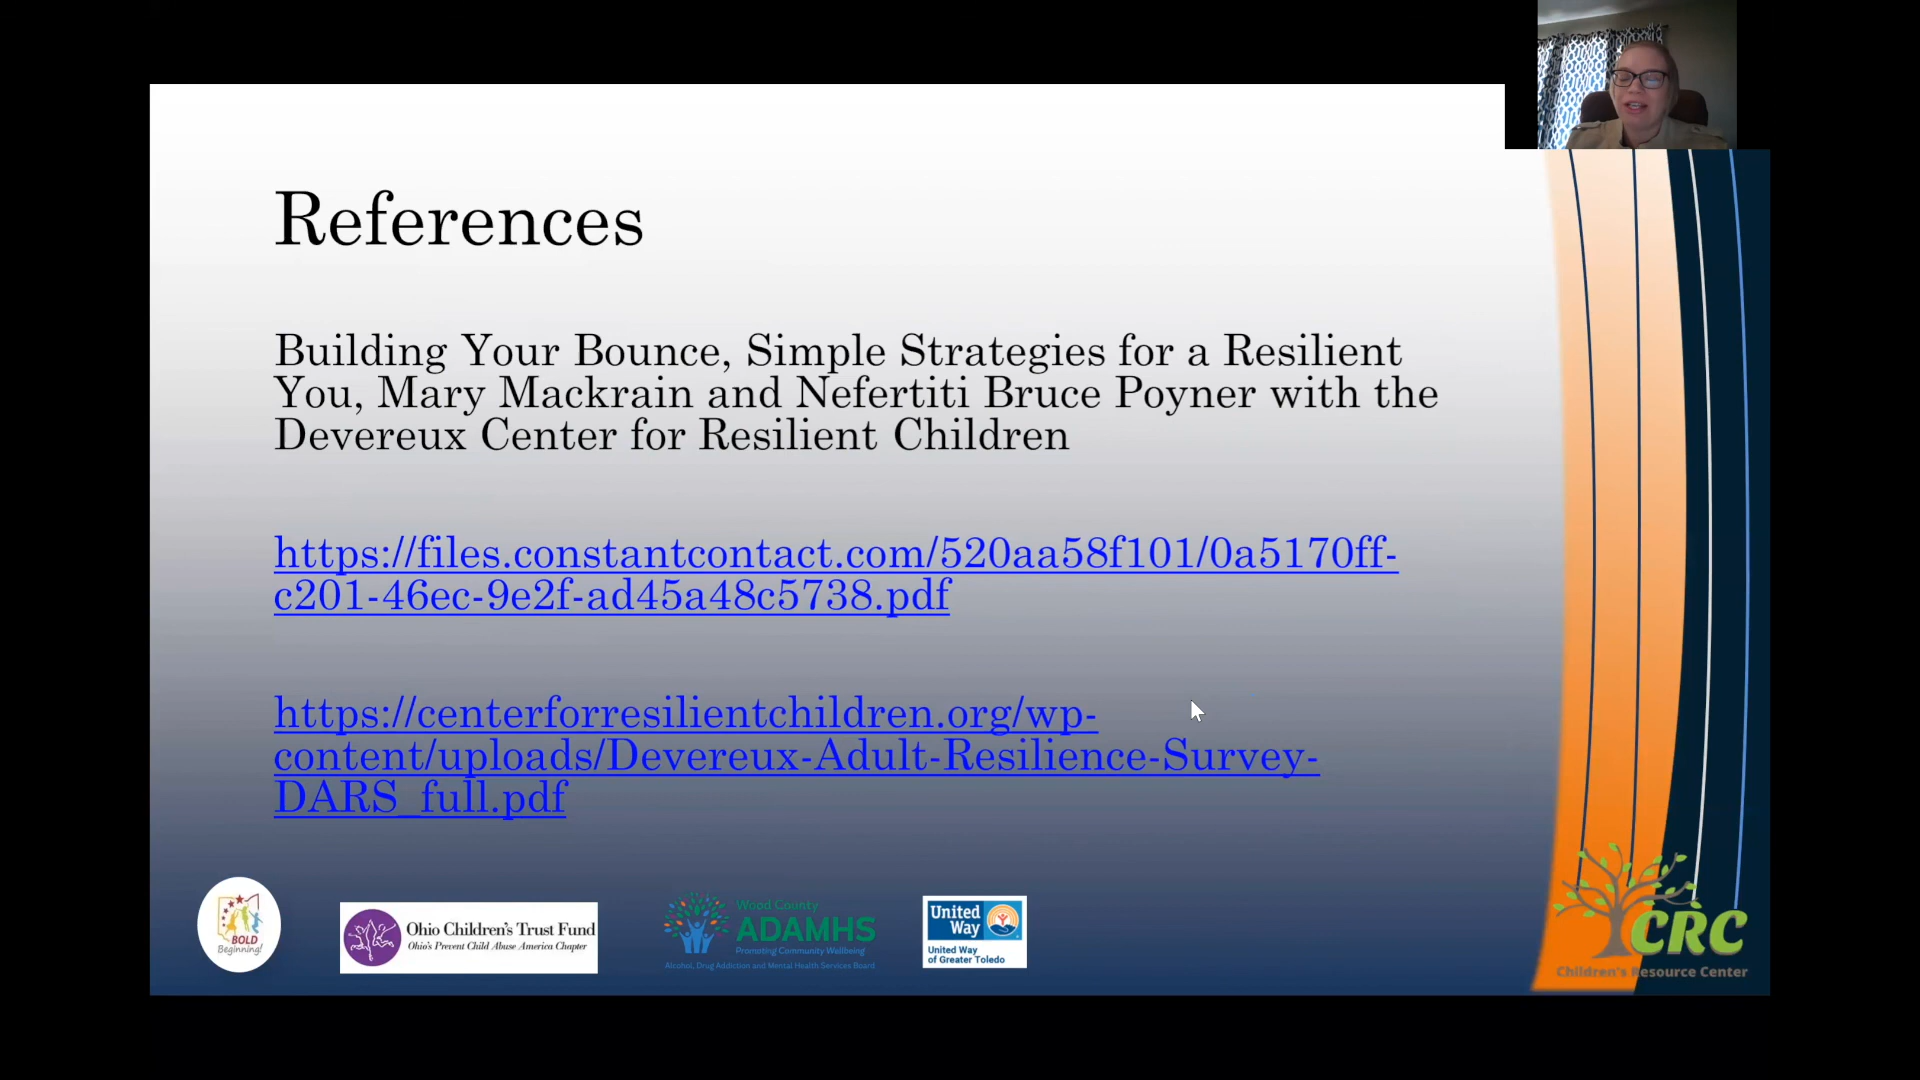 References
Building Your Bounce, Simple Strategies for a Resilient
You, Mary Mackrain and Nefertiti Bruce Poyner with the
Devereux Center for Resilient Children
https://files.constantcontact.com/520aa58f101/0a5170ff-
c201-46ec-9e2f-ad45a48c5738.pdf
https://centerforresilientchildren.org/wp-
content/uploads/Devereux-Adult-Resilience-Survey-
DARS_full.pdf
BOLD
Beginning!
Ohio Children's Trust Fund
Ohio's Prevent Child Abuse America Chapter
Wood County
ADAMHS
Promoting Community Wellbeing
Alcohol, Drug Addiction and Mental Health Services Board
United
Way
United Way
of Greater Toledo
CRC
Children's Resource Center